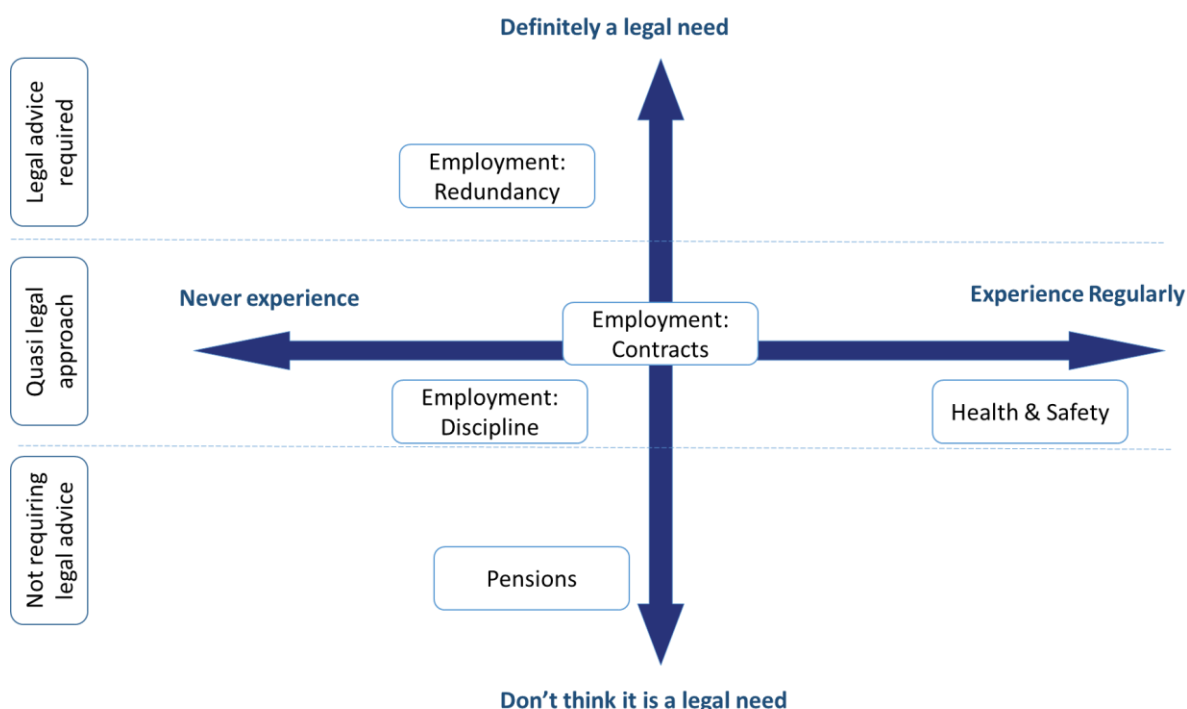 Definitely a legal need
Legal advice
required
Employment:
Redundancy
Quasi legal
approach
Never experience
Experience Regularly
Employment:
Contracts
Employment:
Discipline
Health & Safety
Not requiring
legal advice
Pensions
Don’t think it is a legal need